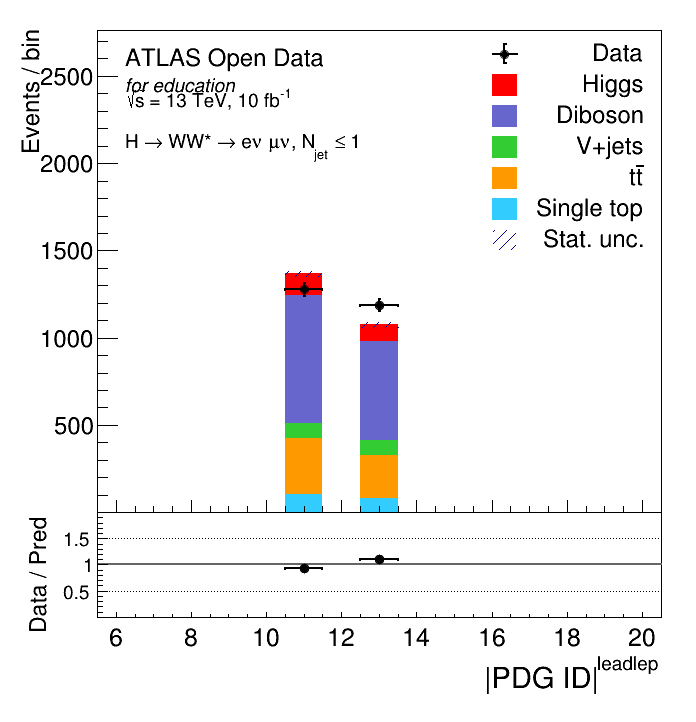 Events / bin
2500
2000
1500
1000
500
ATLAS Open Data
for education
√s = 13 TeV, 10 fb⁻¹
H → WW* → eν μν, N_jet ≤ 1
Data
Higgs
Diboson
V+jets
tt̄
Single top
Stat. unc.
Data / Pred
1.5
1
0.5
6 8 10 12 14 16 18 20
|PDG ID|^leadlep